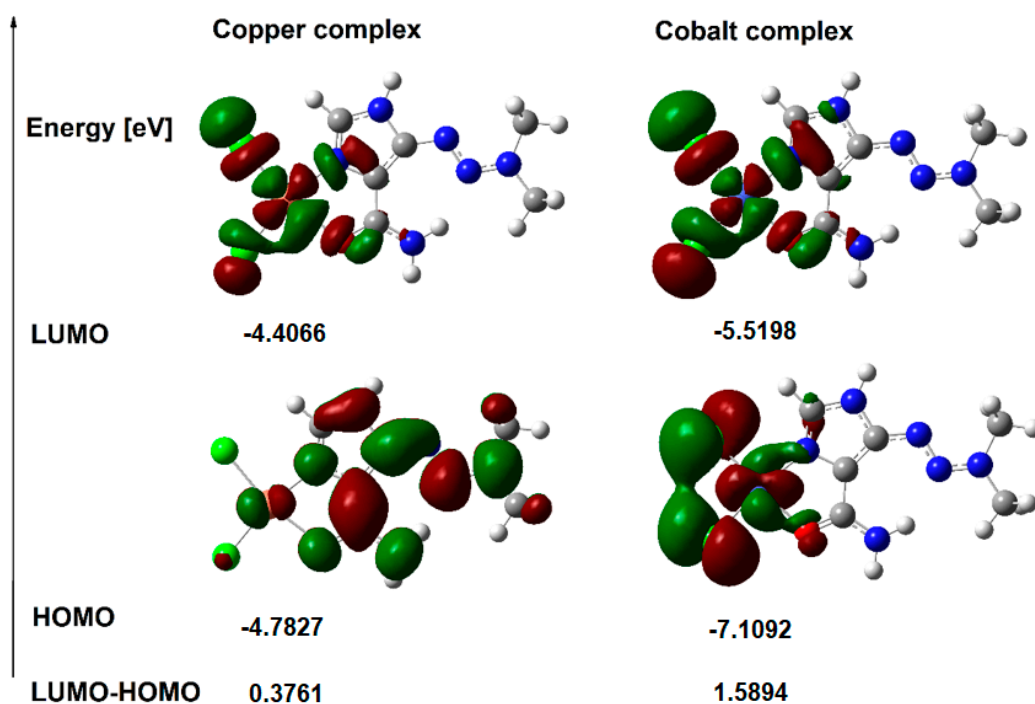 Copper complex Cobalt complex
Energy [eV]
LUMO -4.4066 -5.5198
HOMO -4.7827 -7.1092
LUMO-HOMO 0.3761 1.5894